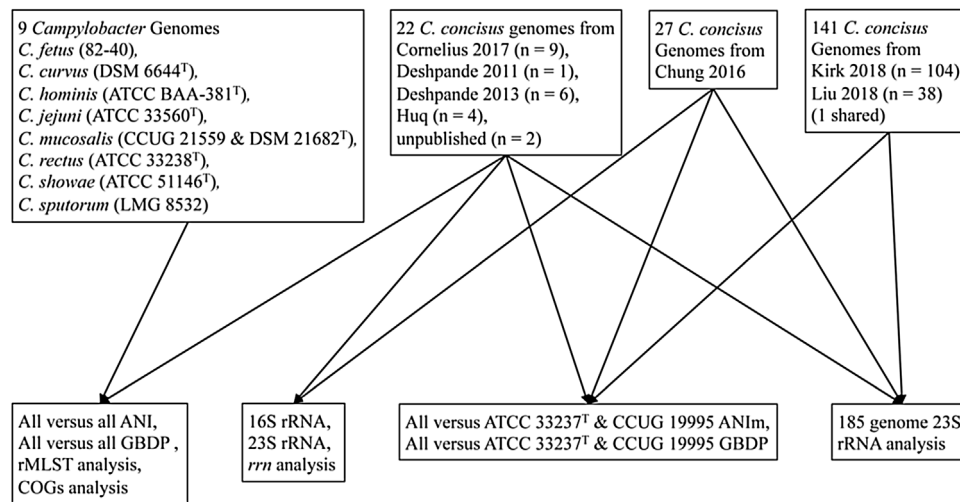 9 Campylobacter Genomes
C. fetus (82-40),
C. curvus (DSM 6644ᵀ),
C. hominis (ATCC BAA-381ᵀ),
C. jejuni (ATCC 33560ᵀ),
C. mucosalis (CCUG 21559 & DSM 21682ᵀ),
C. rectus (ATCC 33238ᵀ),
C. showae (ATCC 51146ᵀ),
C. sputorum (LMG 8532)
22 C. concisus genomes from
Cornelius 2017 (n = 9),
Deshpande 2011 (n = 1),
Deshpande 2013 (n = 6),
Huq (n = 4),
unpublished (n = 2)
27 C. concisus
Genomes from
Chung 2016
141 C. concisus
Genomes from
Kirk 2018 (n = 104)
Liu 2018 (n = 38)
(1 shared)
All versus all ANI,
All versus all GBDP ,
rMLST analysis,
COGs analysis
16S rRNA,
23S rRNA,
rrn analysis
All versus ATCC 33237ᵀ & CCUG 19995 ANIm,
All versus ATCC 33237ᵀ & CCUG 19995 GBDP
185 genome 23S
rRNA analysis